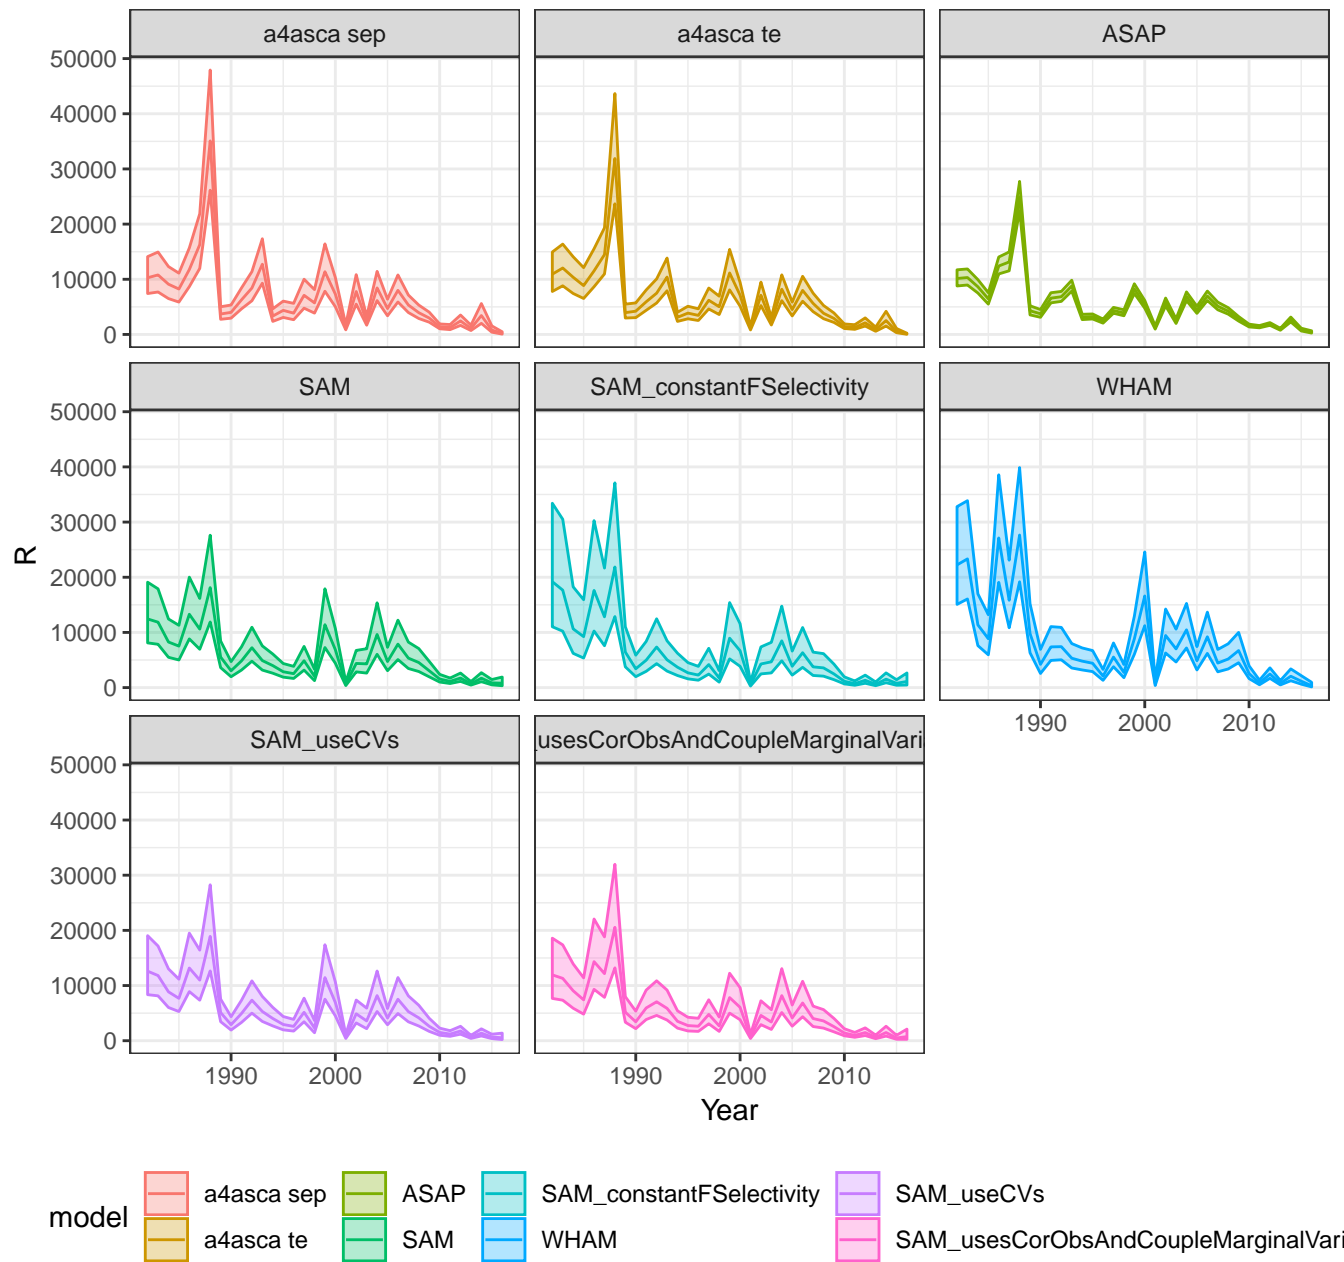 a4asca sep a4asca te ASAP
50000
40000
30000
20000
10000
0
SAM SAM_constantFSelectivity WHAM
50000
40000
30000
20000
10000
0
1990 2000 2010
R
SAM_useCVs _usesCorObsAndCoupleMarginalVari
50000
40000
30000
20000
10000
0
1990 2000 2010 1990 2000 2010
Year
model
a4asca sep ASAP SAM_constantFSelectivity SAM_useCVs
a4asca te SAM WHAM SAM_usesCorObsAndCoupleMarginalVari